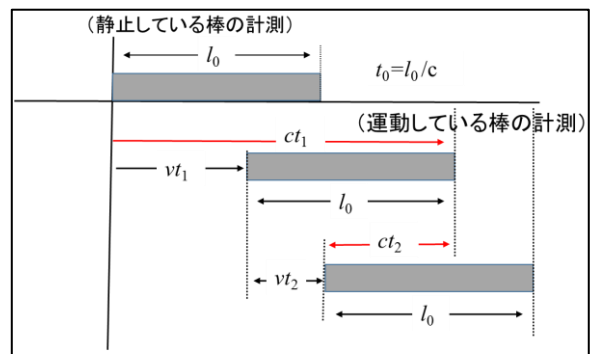 （静止している棒の計測）
l₀
t₀=l₀/c
（運動している棒の計測）
ct₁
vt₁
l₀
ct₂
vt₂
l₀